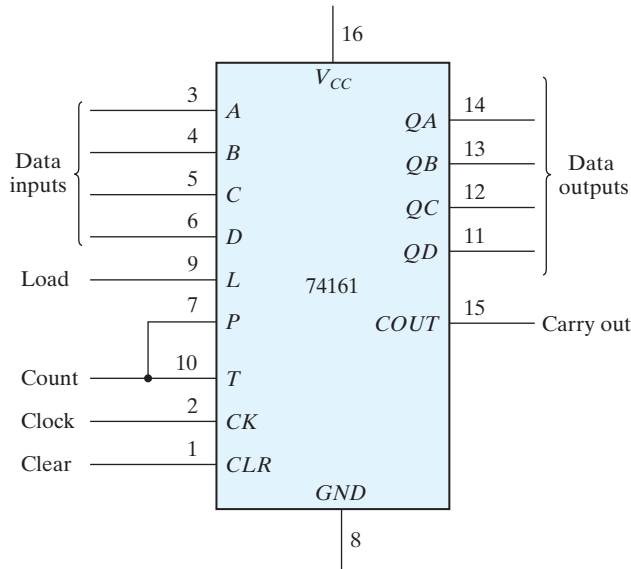 16
V_CC
3 A
4 B
5 C
6 D
Data
inputs
9 L
Load
7 P
10 T
Count
2 CK
Clock
1 CLR
Clear
74161
QA 14
QB 13
QC 12
QD 11
Data
outputs
COUT 15
Carry out
GND
8